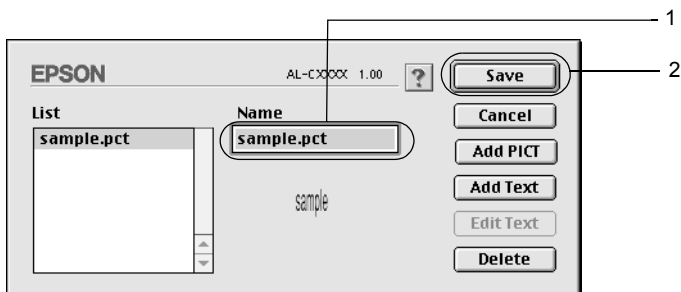 1
EPSON AL-CXXXX 1.00 ? Save 2
List Name Cancel
sample.pct sample.pct
Add PICT
Add Text
sample
Edit Text
Delete